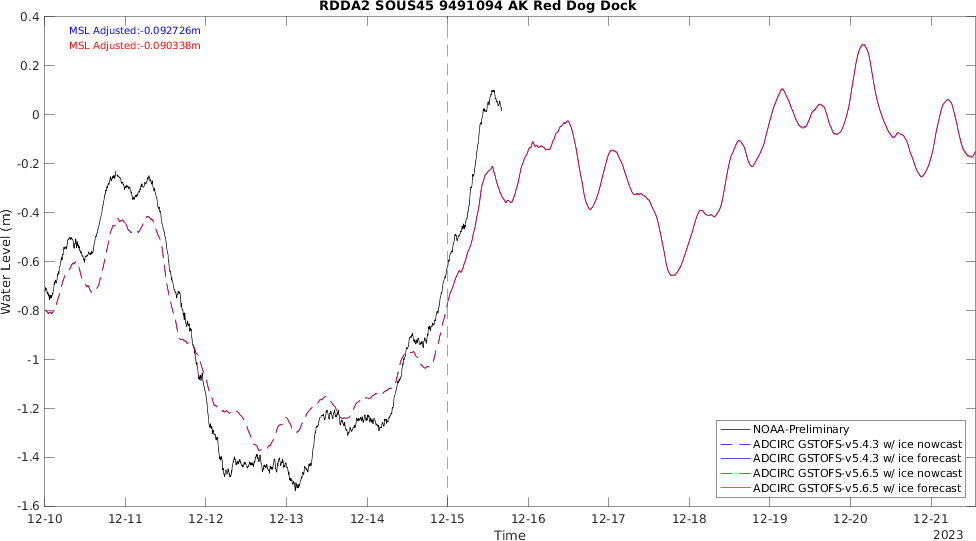 RDDA2 SOUS45 9491094 AK Red Dog Dock
MSL Adjusted:-0.092726m
MSL Adjusted:-0.090338m
Water Level (m)
0.4
0.2
0
-0.2
-0.4
-0.6
-0.8
-1
-1.2
-1.4
-1.6
NOAA-Preliminary
ADCIRC GSTOFS-v5.4.3 w/ ice nowcast
ADCIRC GSTOFS-v5.4.3 w/ ice forecast
ADCIRC GSTOFS-v5.6.5 w/ ice nowcast
ADCIRC GSTOFS-v5.6.5 w/ ice forecast
12-10 12-11 12-12 12-13 12-14 12-15 12-16 12-17 12-18 12-19 12-20 12-21
Time
2023